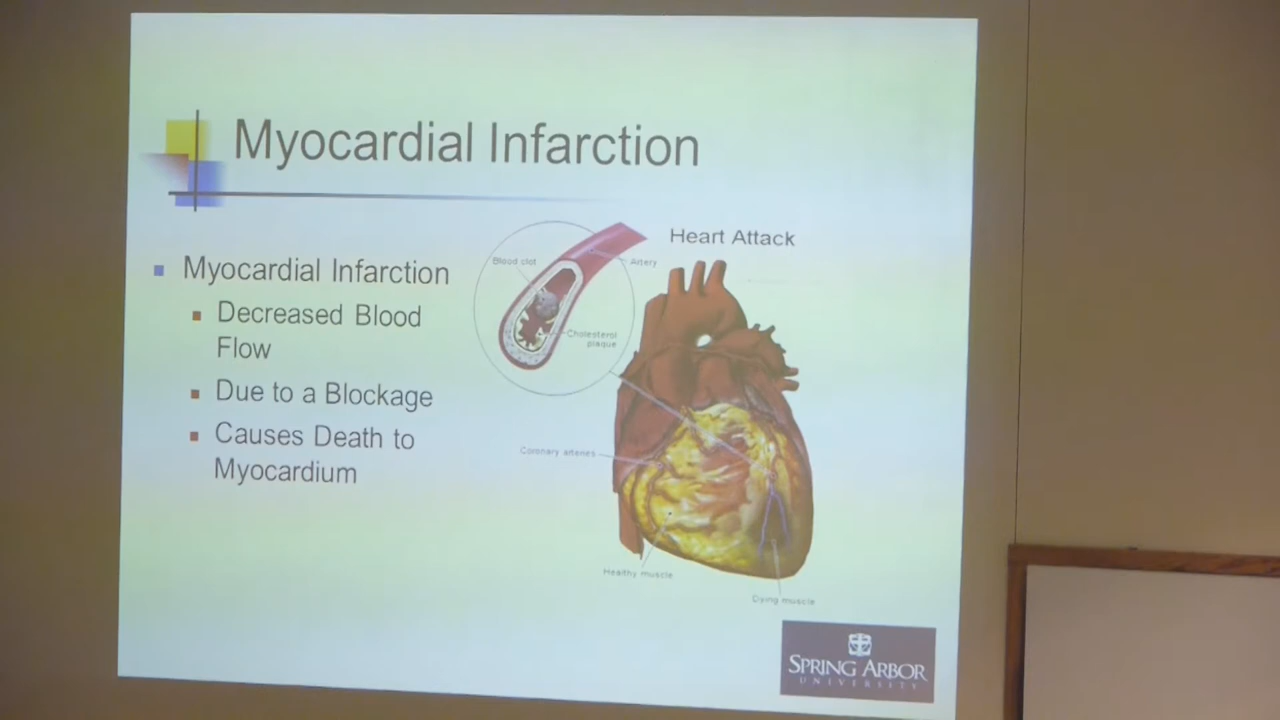 Myocardial Infarction
Myocardial Infarction
Decreased Blood
Flow
Due to a Blockage
Causes Death to
Myocardium
Heart Attack
Blood clot
Artery
Cholesterol
plaque
Coronary arteries
Healthy muscle
Dying muscle
SPRING ARBOR
UNIVERSITY